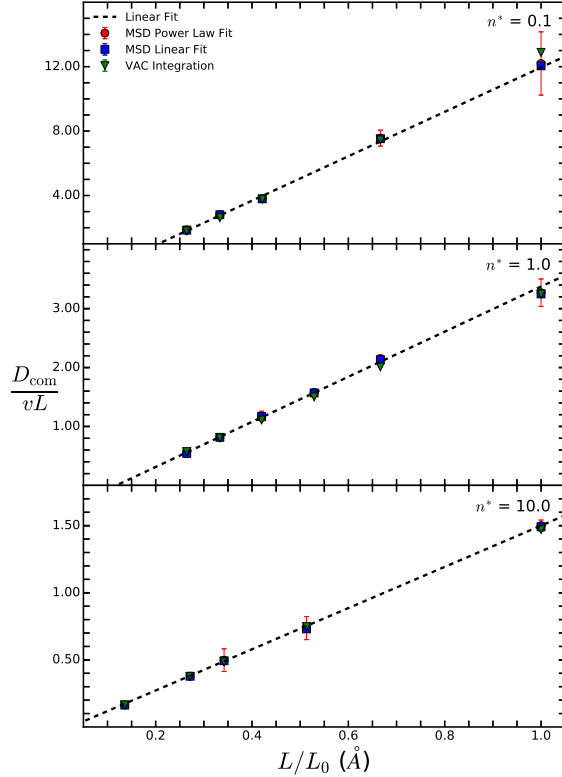 Linear Fit
MSD Power Law Fit
MSD Linear Fit
VAC Integration
n* = 0.1
12.00
8.00
4.00
n* = 1.0
3.00
2.00
1.00
D_com
vL
n* = 10.0
1.50
1.00
0.50
0.2 0.4 0.6 0.8 1.0
L/L₀ (Å)